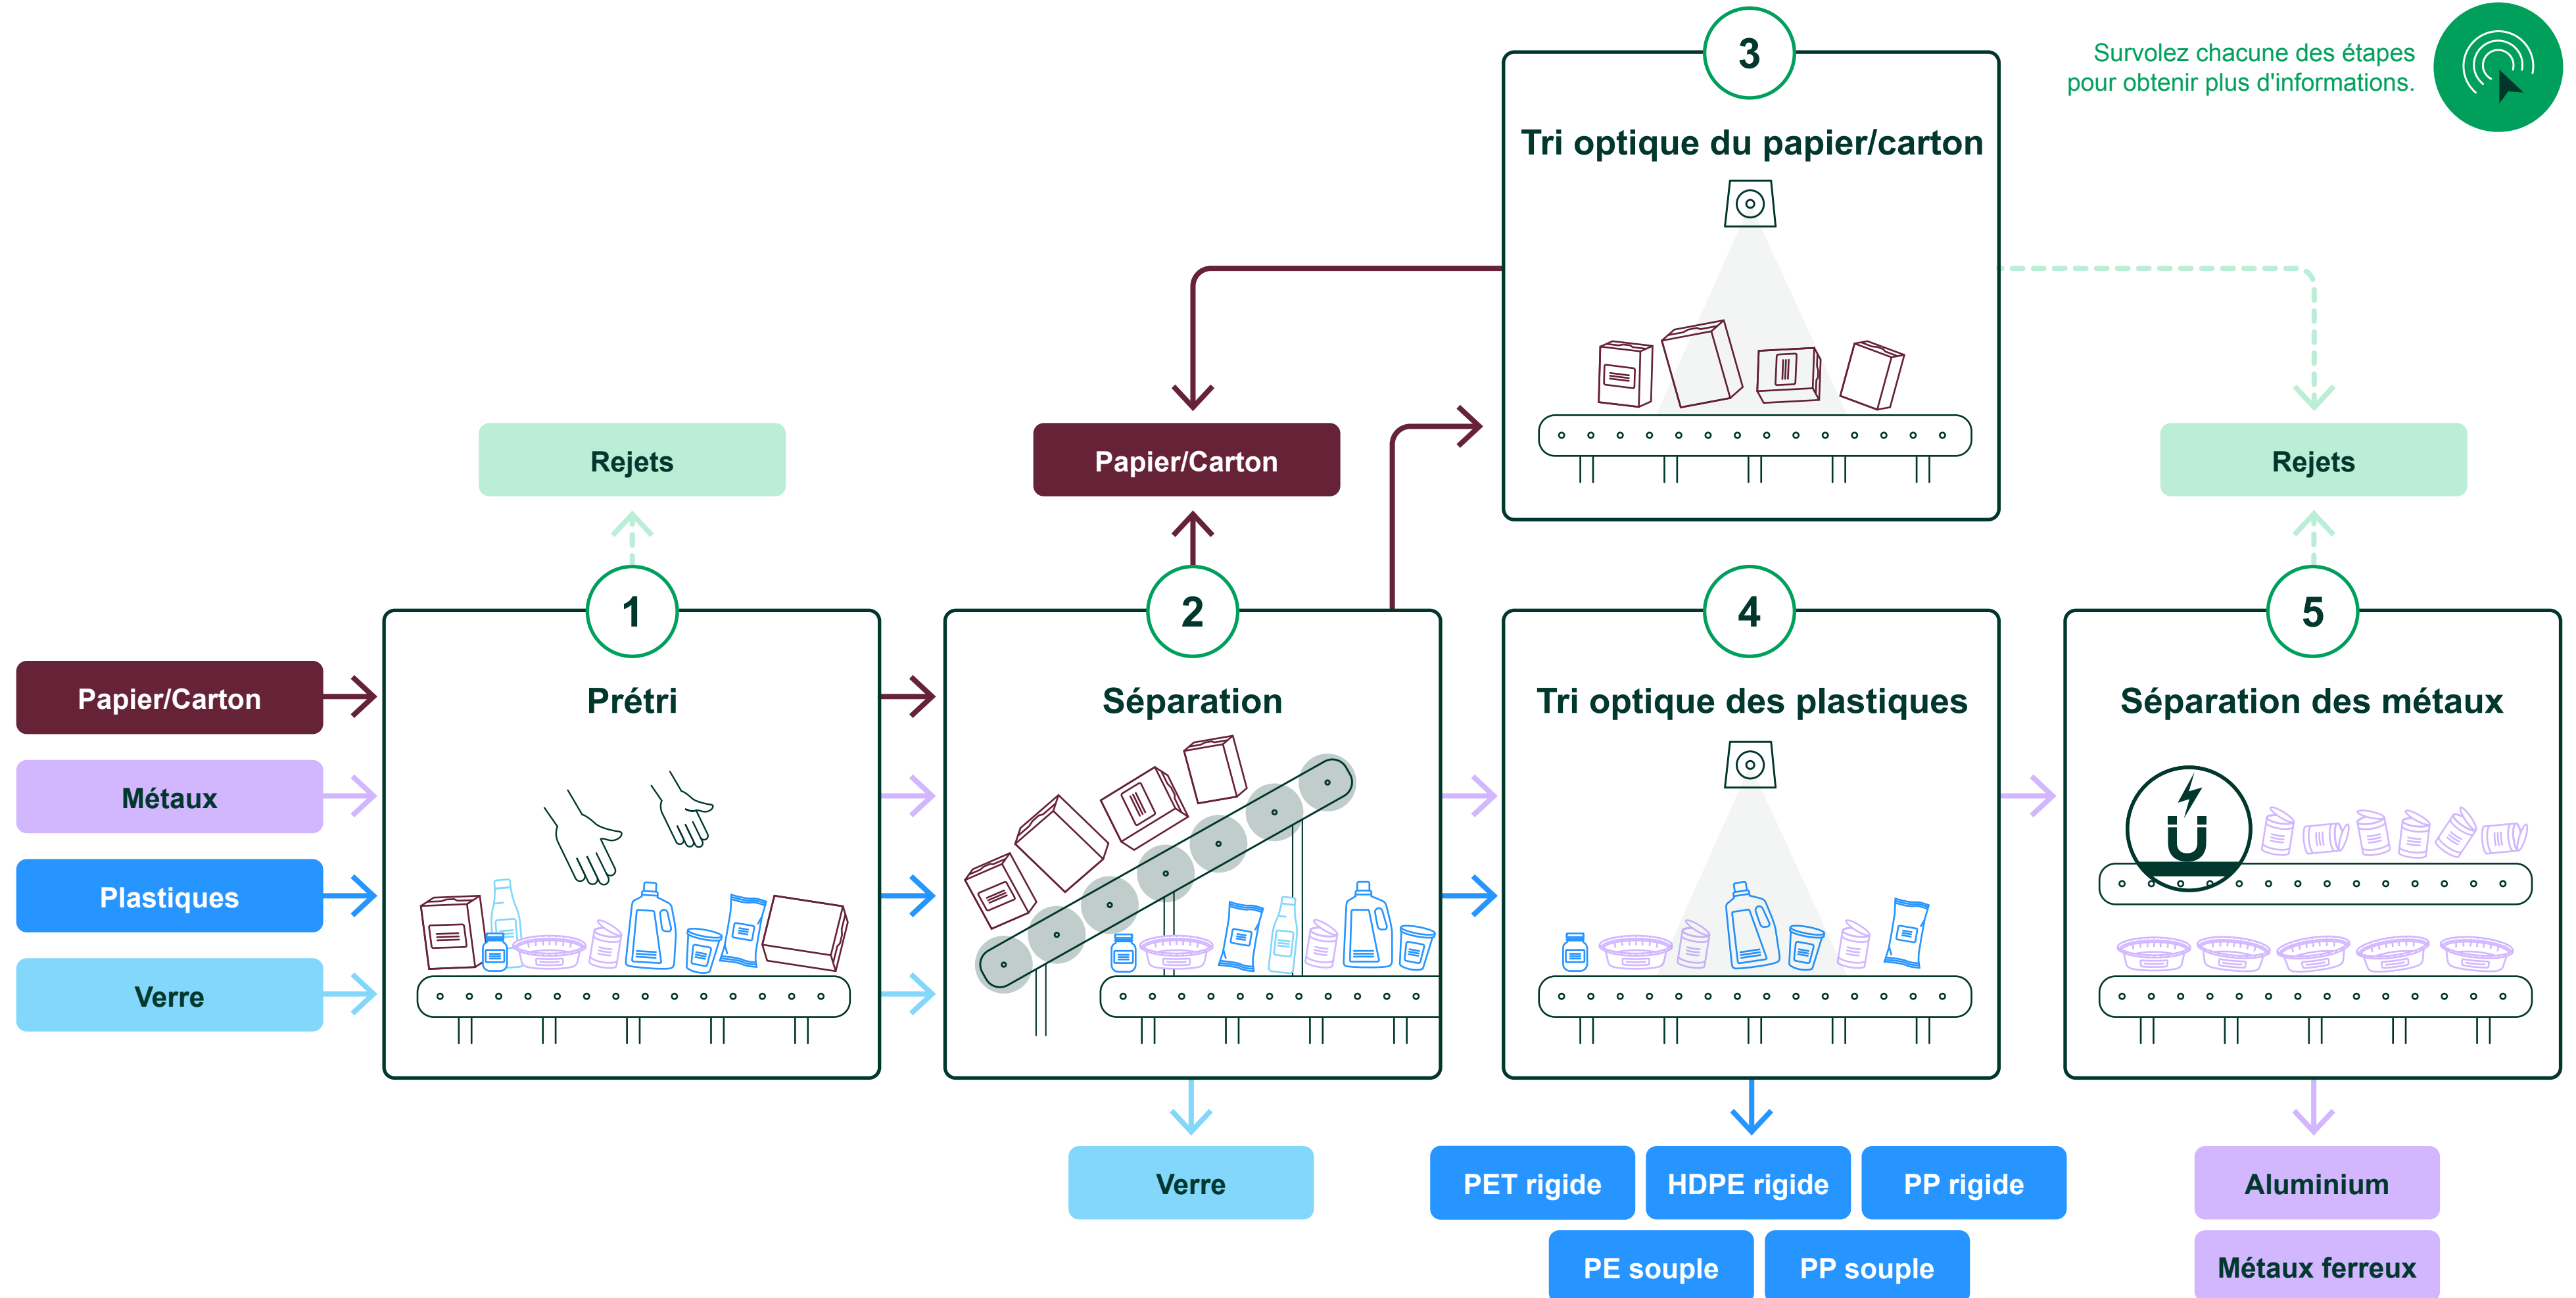 Survolez chacune des étapes
pour obtenir plus d'informations.
3
Tri optique du papier/carton
Rejets
Papier/Carton
Rejets
1
2
4
5
Papier/Carton
Métaux
Plastiques
Verre
Prétri
Séparation
Tri optique des plastiques
Séparation des métaux
Verre
PET rigide
HDPE rigide
PP rigide
PE souple
PP souple
Aluminium
Métaux ferreux